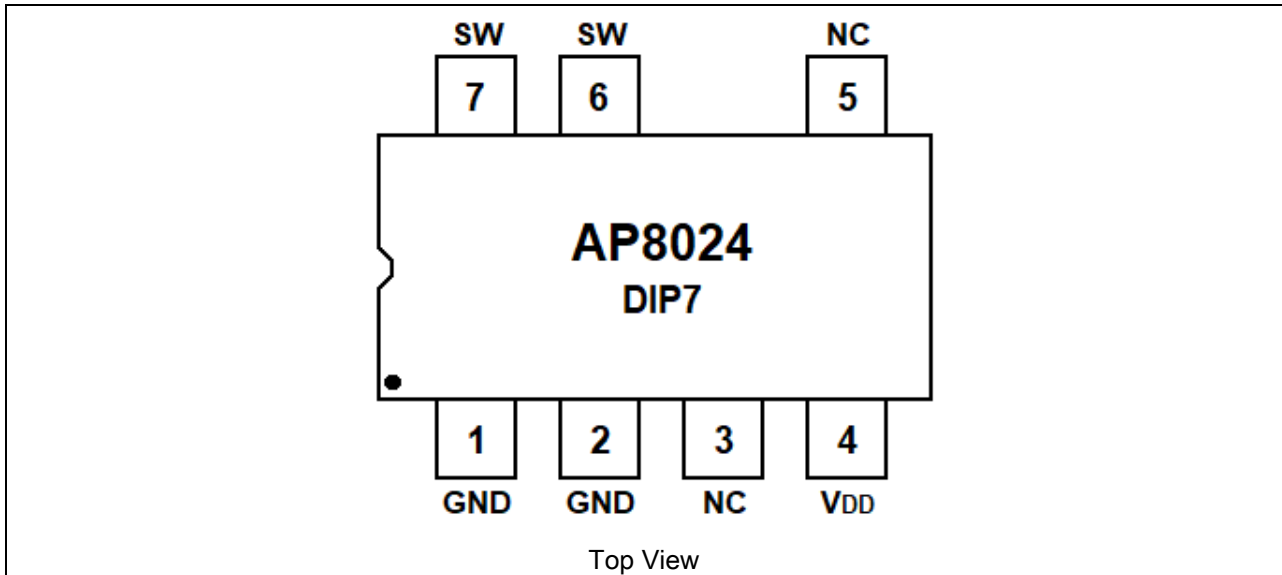 SW SW NC
7 6 5
AP8024
DIP7
1 2 3 4
GND GND NC VDD
Top View